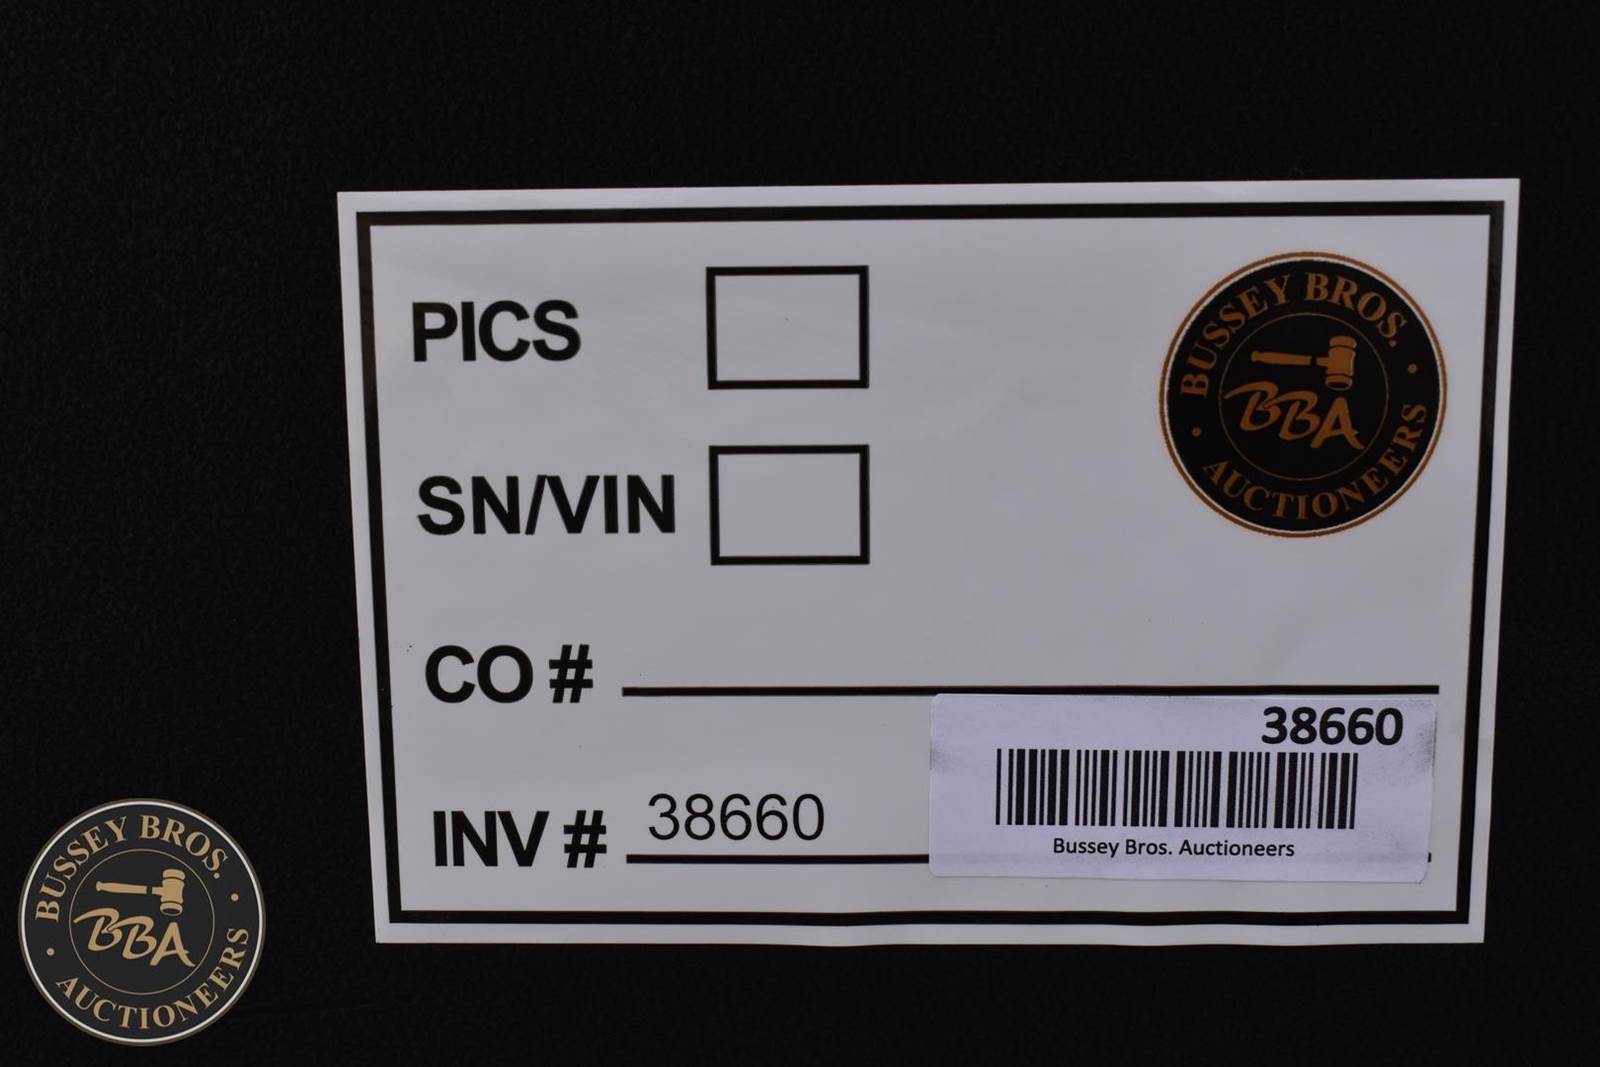 PICS
BUSSEY BROS.
BBA
AUCTIONEERS
SN/VIN
CO #
38660
INV # 38660
Bussey Bros. Auctioneers
BUSSEY BROS.
BBA
AUCTIONEERS